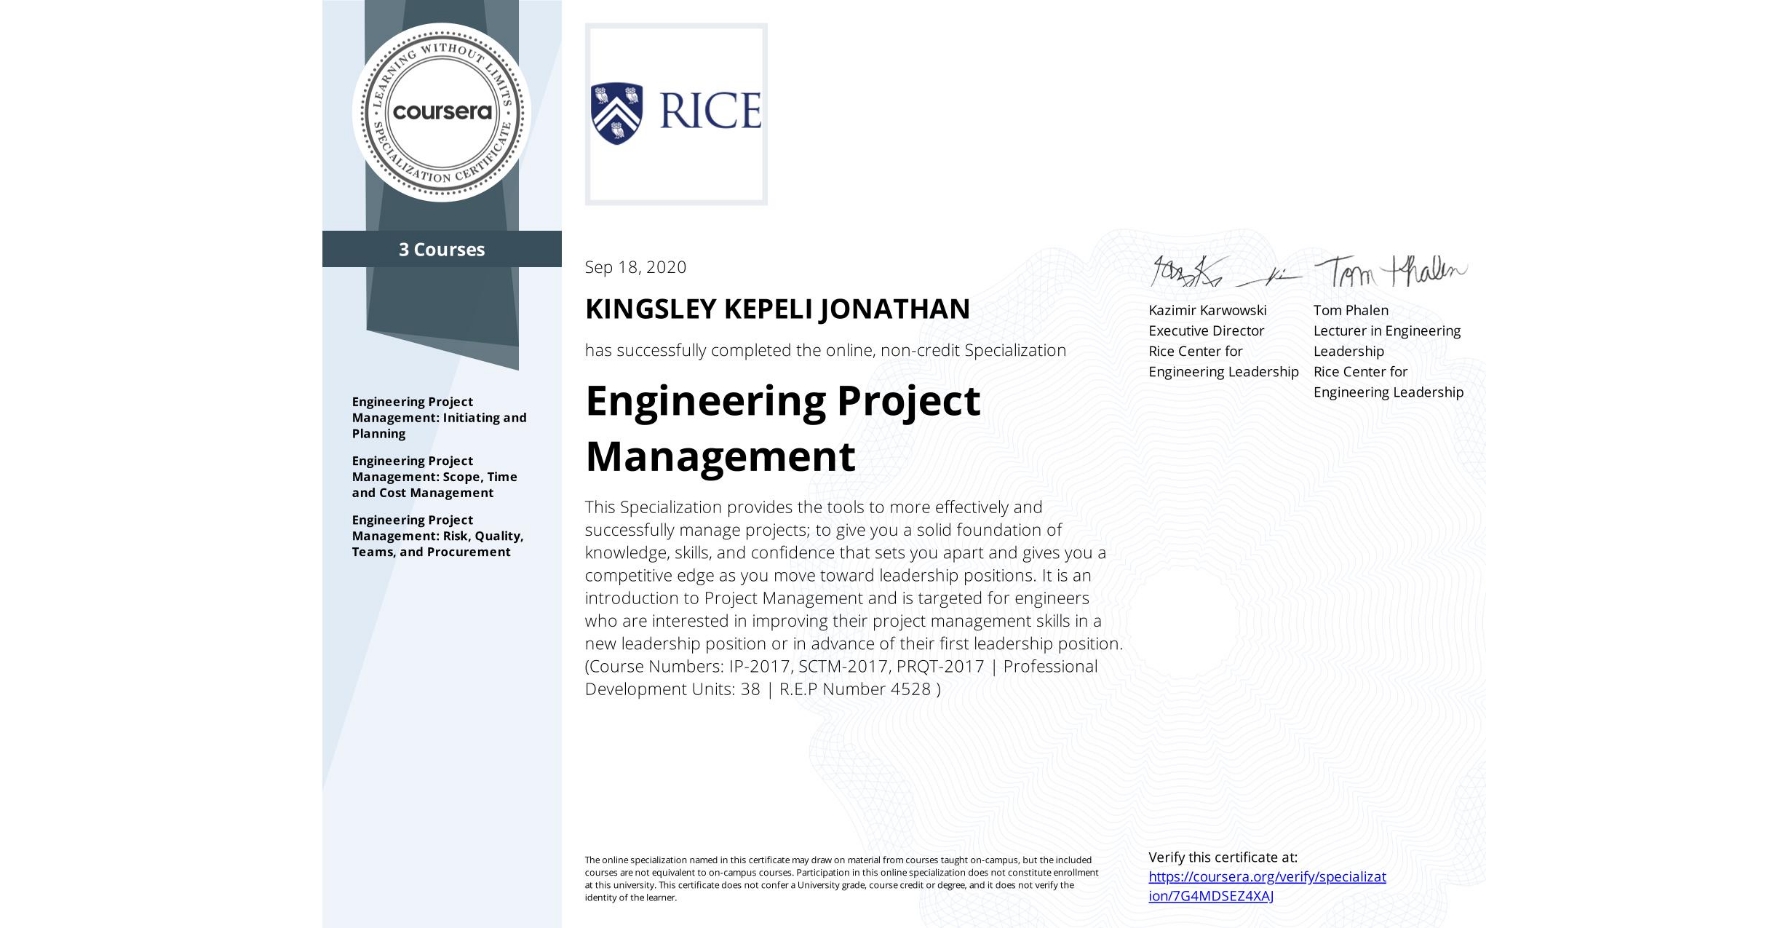 LEARNING WITHOUT LIMITS
coursera
SPECIALIZATION CERTIFICATE
3 Courses
Engineering Project
Management: Initiating and
Planning
Engineering Project
Management: Scope, Time
and Cost Management
Engineering Project
Management: Risk, Quality,
Teams, and Procurement
RICE
Sep 18, 2020
KINGSLEY KEPELI JONATHAN
has successfully completed the online, non-credit Specialization
Engineering Project
Management
This Specialization provides the tools to more effectively and
successfully manage projects; to give you a solid foundation of
knowledge, skills, and confidence that sets you apart and gives you a
competitive edge as you move toward leadership positions. It is an
introduction to Project Management and is targeted for engineers
who are interested in improving their project management skills in a
new leadership position or in advance of their first leadership position.
(Course Numbers: IP-2017, SCTM-2017, PRQT-2017 | Professional
Development Units: 38 | R.E.P Number 4528 )
Kazimir Karwowski
Executive Director
Rice Center for
Engineering Leadership
Tom Phalen
Tom Phalen
Lecturer in Engineering
Leadership
Rice Center for
Engineering Leadership
The online specialization named in this certificate may draw on material from courses taught on-campus, but the included
courses are not equivalent to on-campus courses. Participation in this online specialization does not constitute enrollment
at this university. This certificate does not confer a University grade, course credit or degree, and it does not verify the
identity of the learner.
Verify this certificate at:
https://coursera.org/verify/specializat
ion/7G4MDSEZ4XAJ